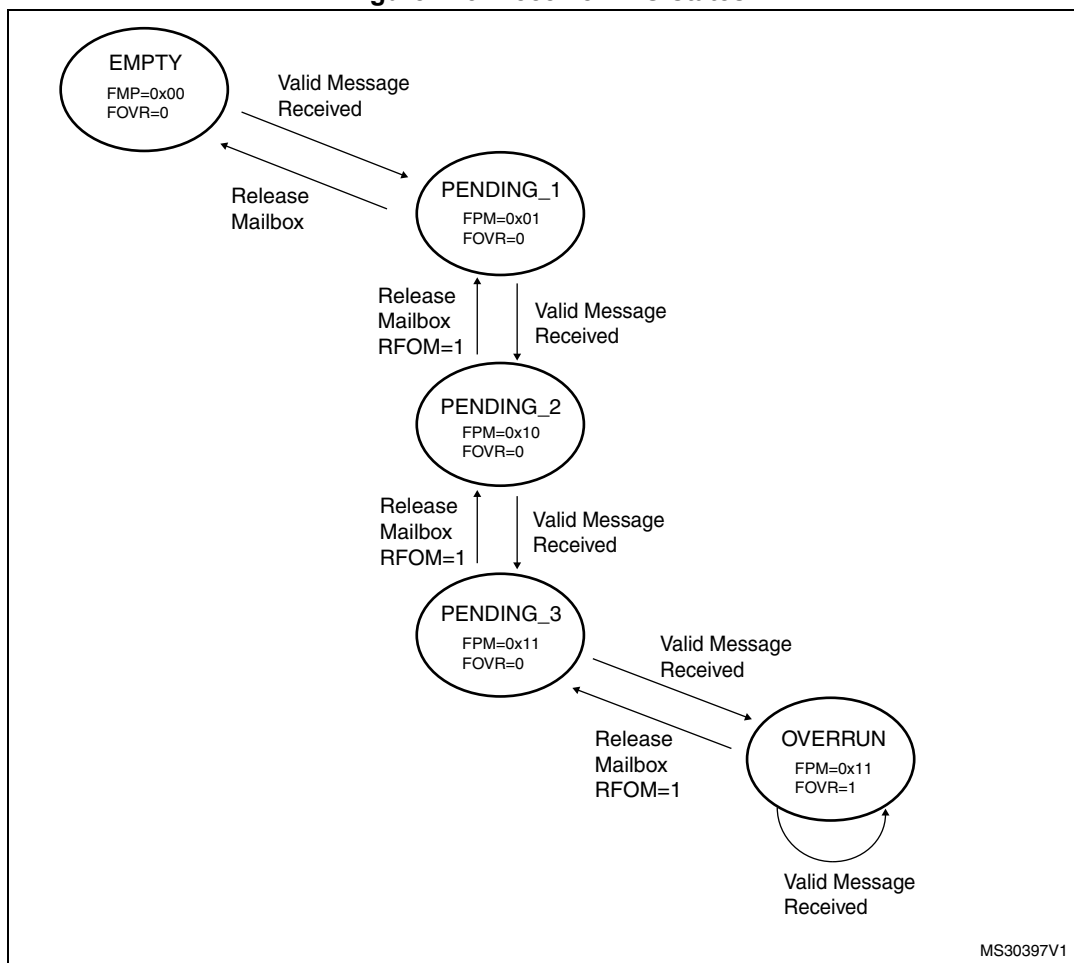 EMPTY
FMP=0x00
FOVR=0
Valid Message
Received
Release
Mailbox
PENDING_1
FPM=0x01
FOVR=0
Release
Mailbox
RFOM=1
Valid Message
Received
PENDING_2
FPM=0x10
FOVR=0
Release
Mailbox
RFOM=1
Valid Message
Received
PENDING_3
FPM=0x11
FOVR=0
Valid Message
Received
Release
Mailbox
RFOM=1
OVERRUN
FPM=0x11
FOVR=1
Valid Message
Received
MS30397V1